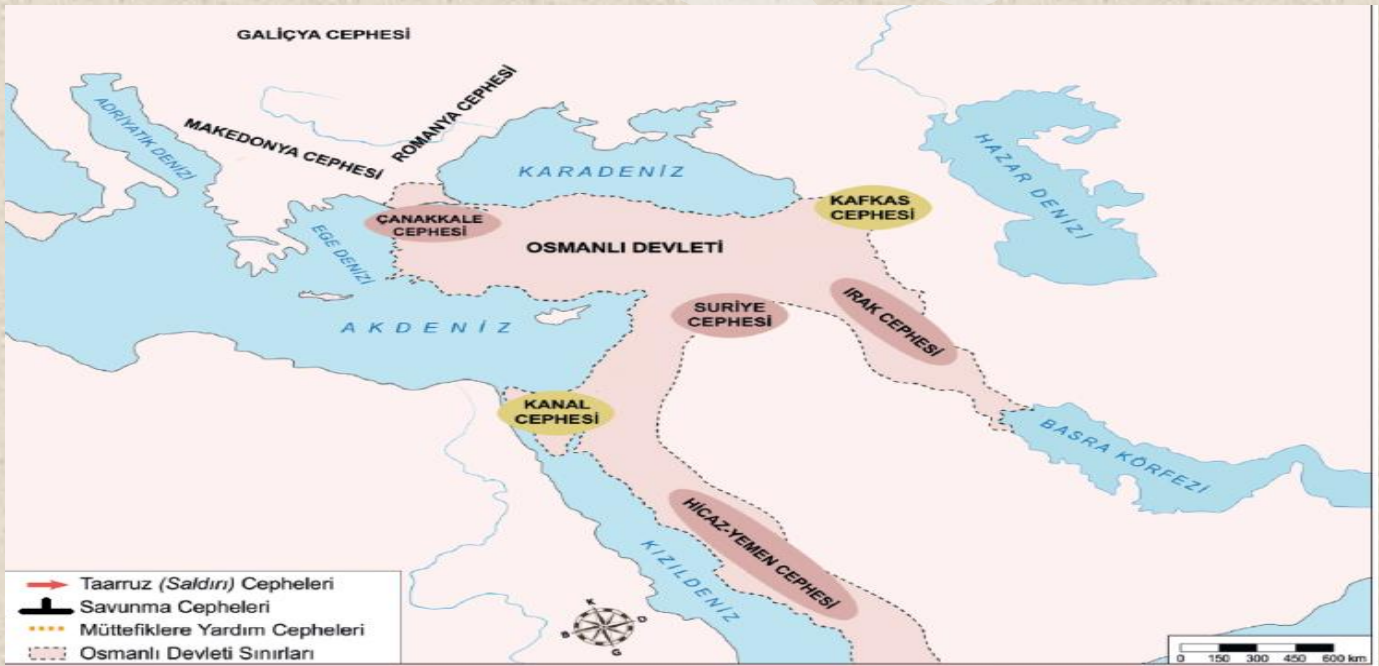 GALİÇYA CEPHESİ
ADRİYATİK DENİZİ
MAKEDONYA CEPHESİ
ROMANYA CEPHESİ
KARADENİZ
HAZAR DENİZİ
KAFKAS
CEPHESİ
ÇANAKKALE
CEPHESİ
EGE DENİZİ
OSMANLI DEVLETİ
AKDENİZ
SURİYE
CEPHESİ
IRAK CEPHESİ
KANAL
CEPHESİ
BASRA KÖRFEZİ
HİCAZ-YEMEN CEPHESİ
KIZILDENİZ
Taarruz (Saldırı) Cepheleri
Savunma Cepheleri
Müttefiklere Yardım Cepheleri
Osmanlı Devleti Sınırları
K
B
D
G
0 150 300 450 600 km